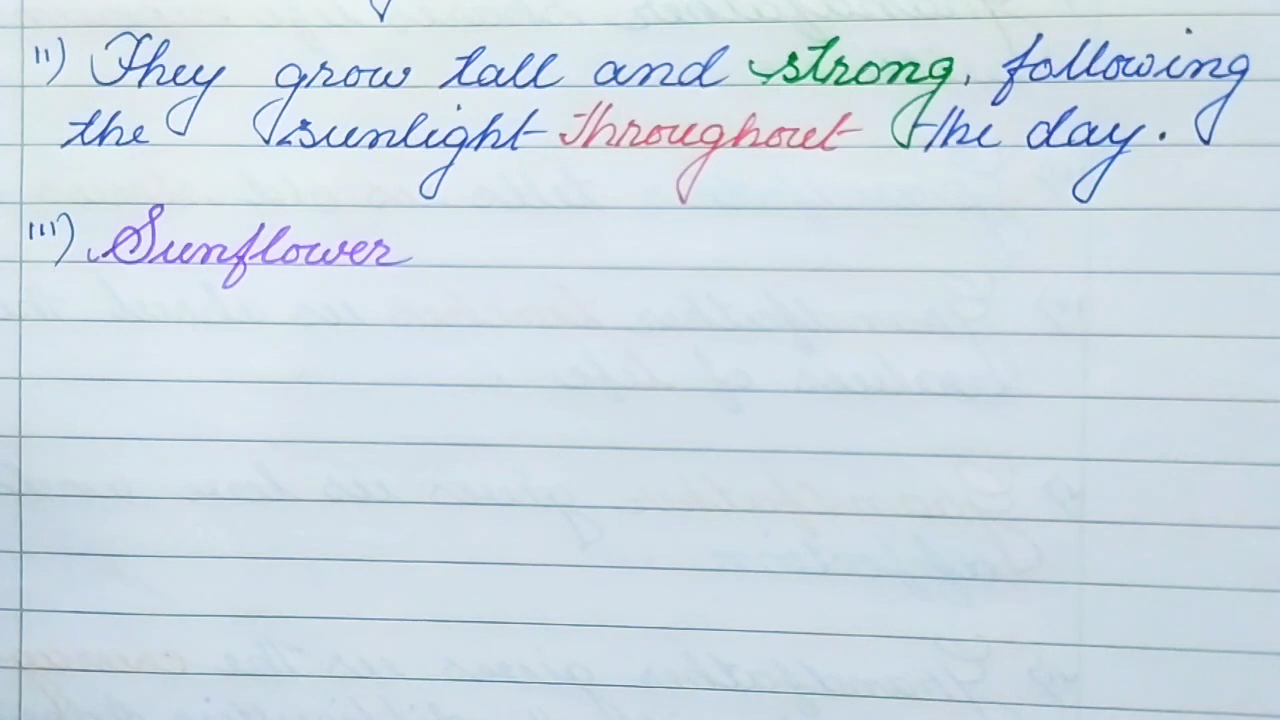 ii) They grow tall and strong, following
the sunlight throughout the day.
iii) Sunflower